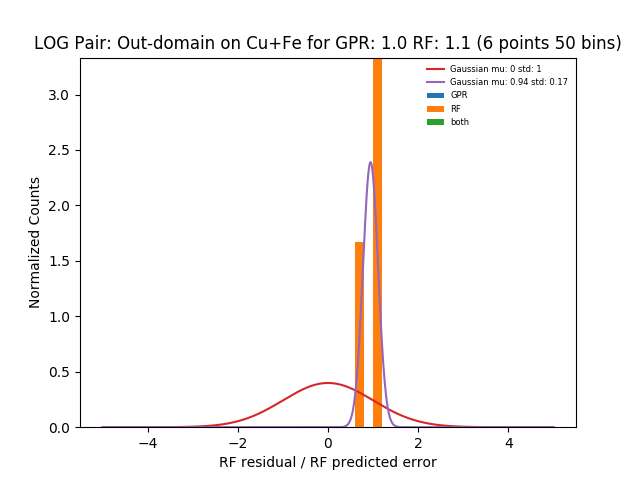 LOG Pair: Out-domain on Cu+Fe for GPR: 1.0 RF: 1.1 (6 points 50 bins)
Gaussian mu: 0 std: 1
Gaussian mu: 0.94 std: 0.17
GPR
RF
both
Normalized Counts
3.0
2.5
2.0
1.5
1.0
0.5
0.0
−4 −2 0 2 4
RF residual / RF predicted error